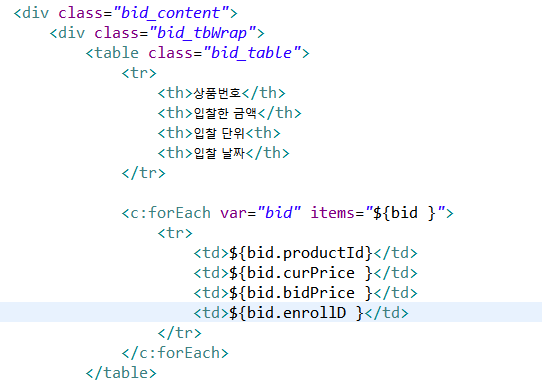 <div class="bid_content">
<div class="bid_tbWrap">
<table class="bid_table">
<tr>
<th>상품번호</th>
<th>입찰한 금액</th>
<th>입찰 단위<th>
<th>입찰 날짜</th>
</tr>
<c:forEach var="bid" items="${bid }">
<tr>
<td>${bid.productId}</td>
<td>${bid.curPrice }</td>
<td>${bid.bidPrice }</td>
<td>${bid.enrollD }</td>
</tr>
</c:forEach>
</table>